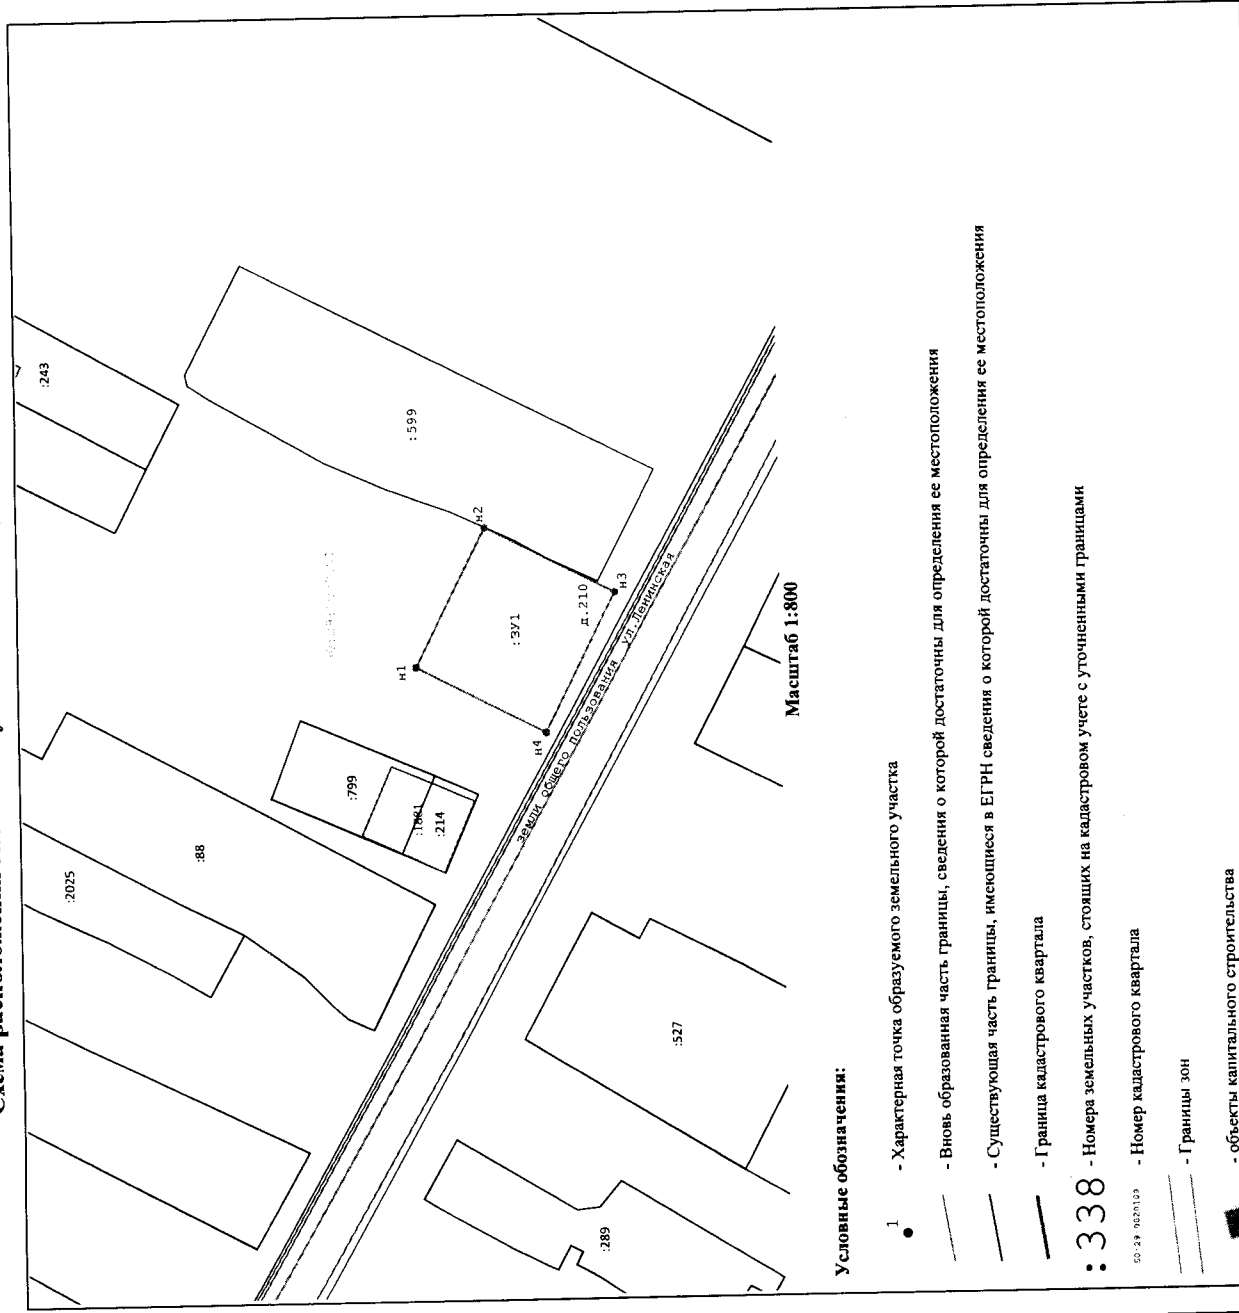 :243
:599
н2
н1
:ЗУ1
д.210
н3
н4
земли общего пользования ул.Ленинская
:799
:1801
:214
:88
:2025
:527
:289
Масштаб 1:800
Условные обозначения:
1 - Характерная точка образуемого земельного участка
- Вновь образованная часть границы, сведения о которой достаточны для определения ее местоположения
- Существующая часть границы, имеющиеся в ЕГРН сведения о которой достаточны для определения ее местоположения
- Граница кадастрового квартала
:338 - Номера земельных участков, стоящих на кадастровом учете с уточненными границами
- Номер кадастрового квартала
- Границы зон
- объекты капитального строительства